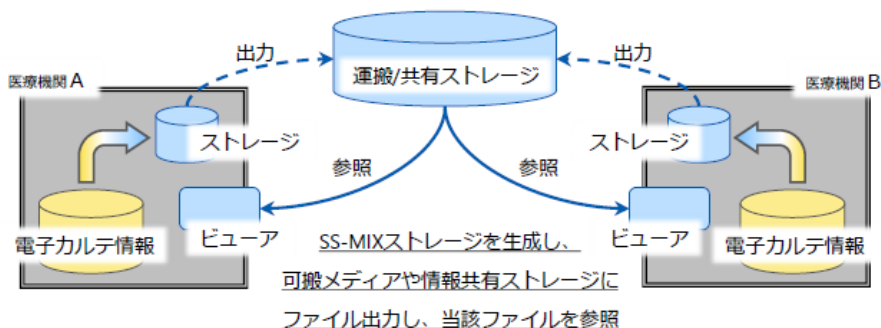 出力
出力
運搬/共有ストレージ
医療機関A
医療機関B
ストレージ
ストレージ
参照
参照
ビューア
ビューア
電子カルテ情報
電子カルテ情報
SS-MIXストレージを生成し、
可搬メディアや情報共有ストレージに
ファイル出力し、当該ファイルを参照